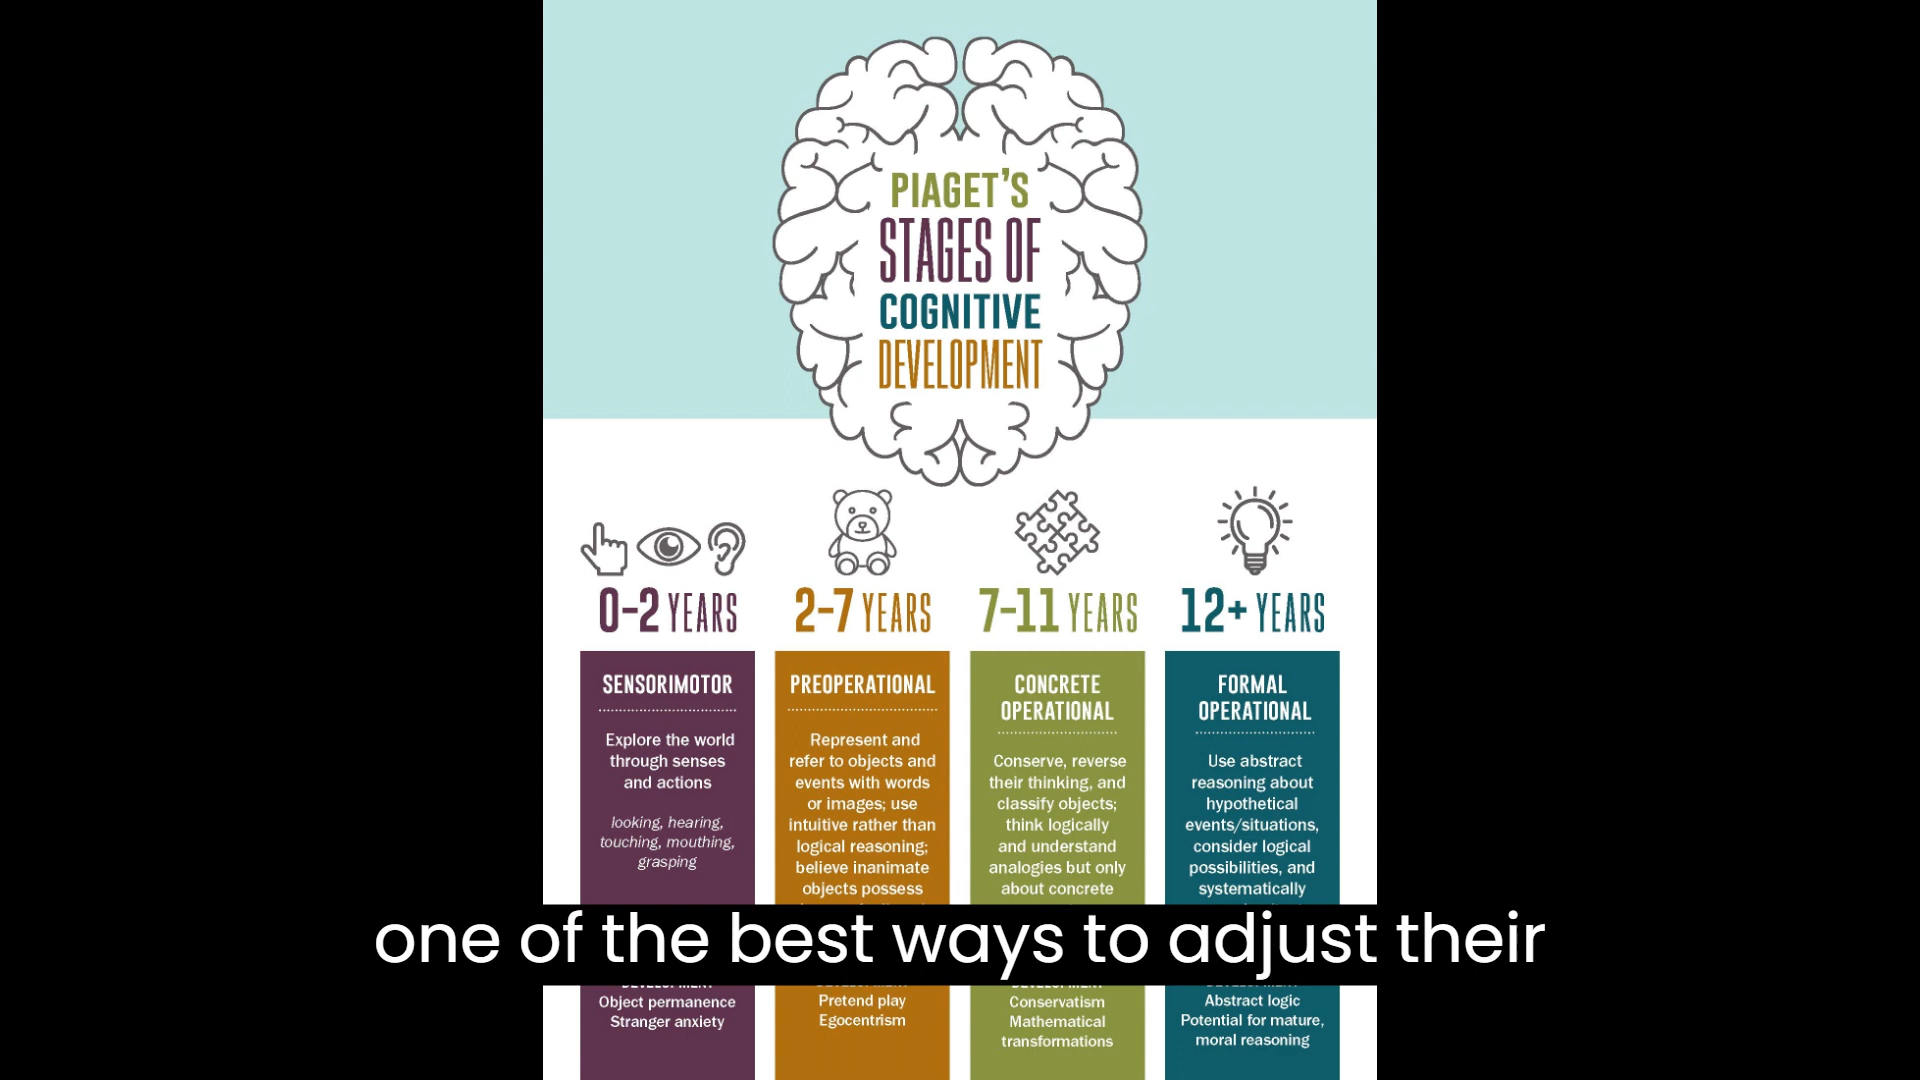 PIAGET'S
STAGES OF
COGNITIVE
DEVELOPMENT
0-2 YEARS
SENSORIMOTOR
Explore the world
through senses
and actions
looking, hearing,
touching, mouthing,
grasping
Object permanence
Stranger anxiety
2-7 YEARS
PREOPERATIONAL
Represent and
refer to objects and
events with words
or images; use
intuitive rather than
logical reasoning;
believe inanimate
objects possess
Pretend play
Egocentrism
7-11 YEARS
CONCRETE
OPERATIONAL
Conserve, reverse
their thinking, and
classify objects;
think logically
and understand
analogies but only
about concrete
Conservatism
Mathematical
transformations
12+ YEARS
FORMAL
OPERATIONAL
Use abstract
reasoning about
hypothetical
events/situations,
consider logical
possibilities, and
systematically
Abstract logic
Potential for mature,
moral reasoning
one of the best ways to adjust their